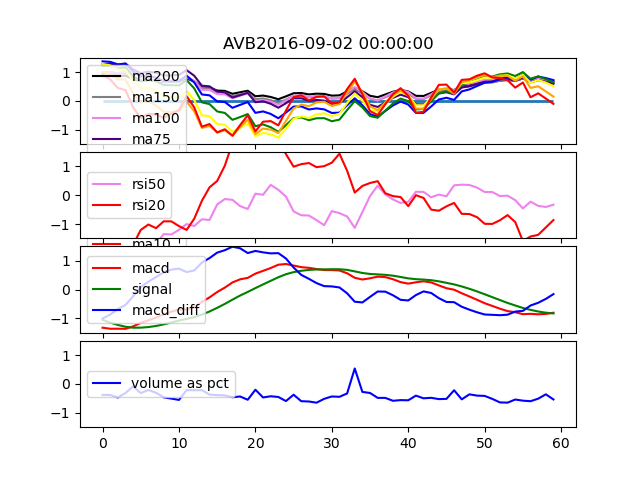 AVB2016-09-02 00:00:00
1
0
−1
ma200
ma150
ma100
ma75
1
0
−1
rsi50
rsi20
ma10
1
0
−1
macd
signal
macd_diff
1
0
−1
volume as pct
0 10 20 30 40 50 60